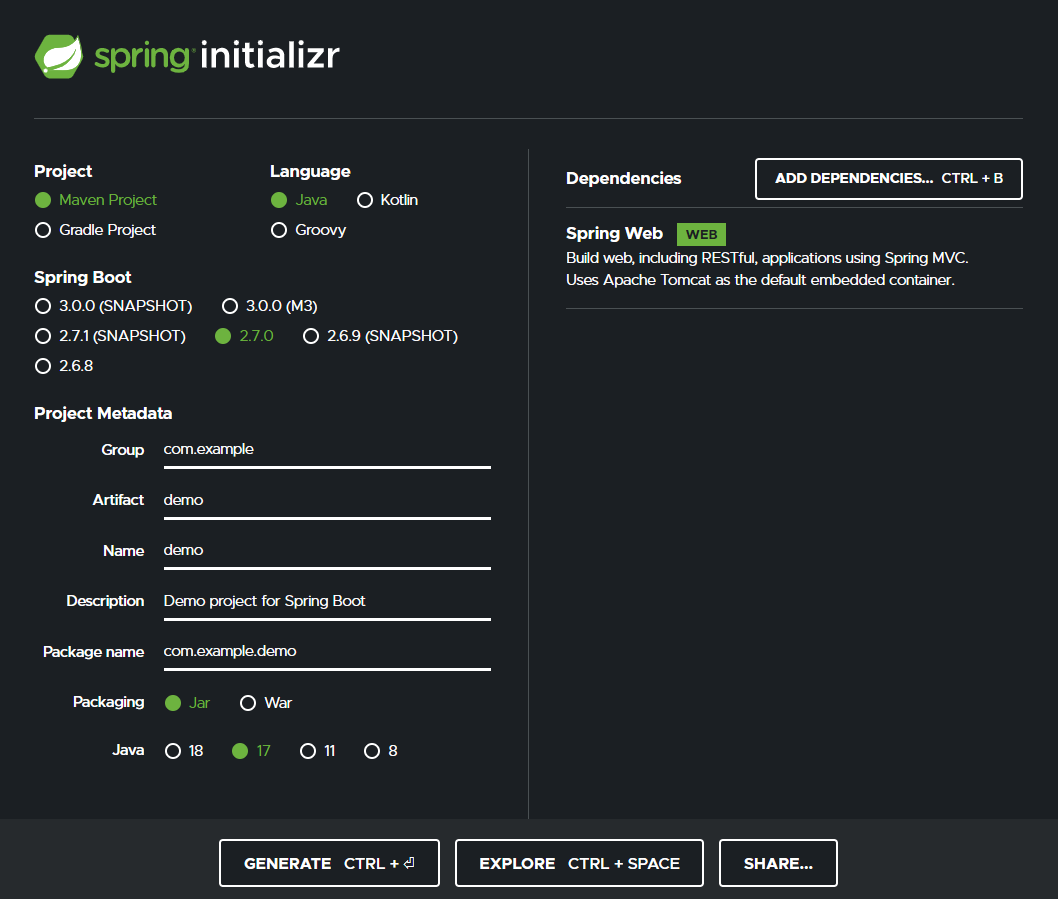 spring initializr
Project
Maven Project
Gradle Project
Language
Java Kotlin
Groovy
Spring Boot
3.0.0 (SNAPSHOT) 3.0.0 (M3)
2.7.1 (SNAPSHOT) 2.7.0 2.6.9 (SNAPSHOT)
2.6.8
Project Metadata
Group com.example
Artifact demo
Name demo
Description Demo project for Spring Boot
Package name com.example.demo
Packaging Jar War
Java 18 17 11 8
Dependencies ADD DEPENDENCIES... CTRL + B
Spring Web WEB
Build web, including RESTful, applications using Spring MVC.
Uses Apache Tomcat as the default embedded container.
GENERATE CTRL + ⏎ EXPLORE CTRL + SPACE SHARE...